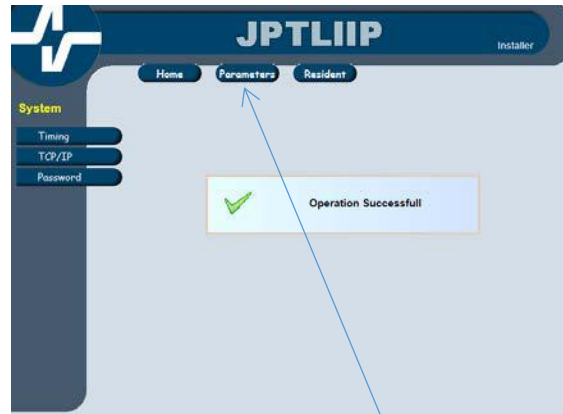 JPTLIIP
Installer
Home Parameters Resident
System
Timing
TCP/IP
Password
Operation Successfull